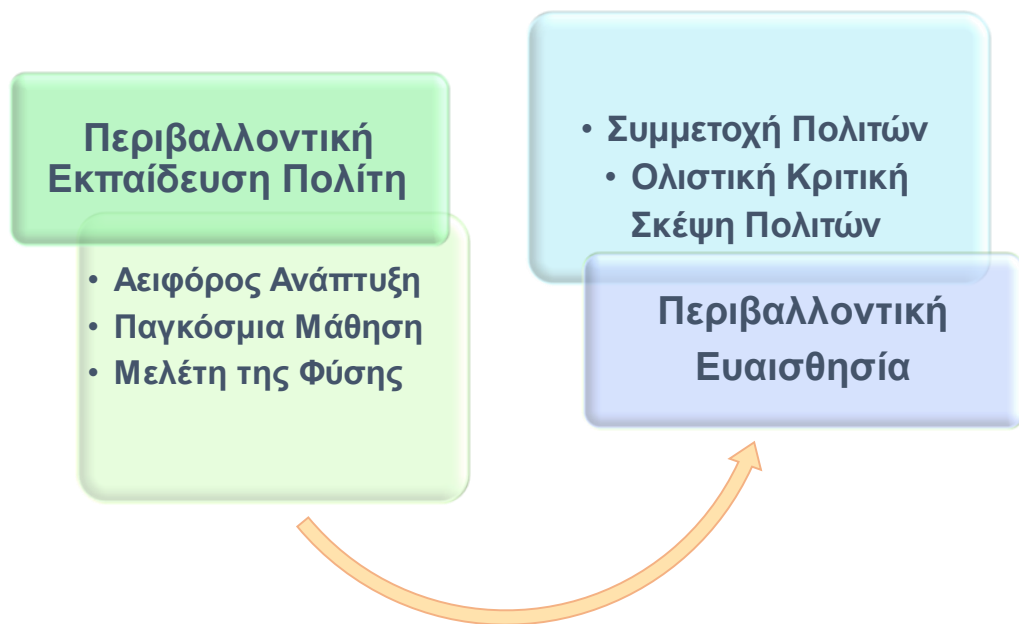 Περιβαλλοντική
Εκπαίδευση Πολίτη
• Αειφόρος Ανάπτυξη
• Παγκόσμια Μάθηση
• Μελέτη της Φύσης
• Συμμετοχή Πολιτών
• Ολιστική Κριτική
Σκέψη Πολιτών
Περιβαλλοντική
Ευαισθησία